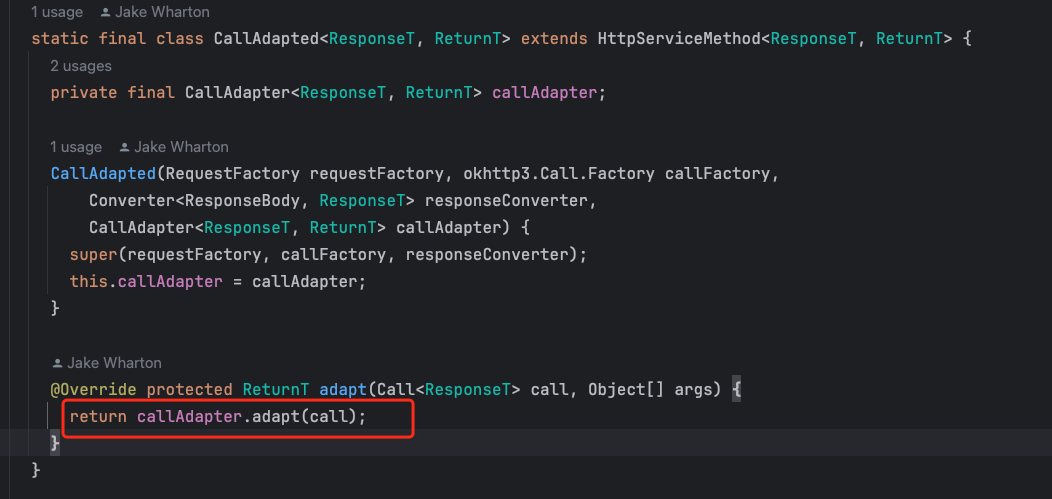 1 usage Jake Wharton
static final class CallAdapted<ResponseT, ReturnT> extends HttpServiceMethod<ResponseT, ReturnT> {
2 usages
private final CallAdapter<ResponseT, ReturnT> callAdapter;
1 usage Jake Wharton
CallAdapted(RequestFactory requestFactory, okhttp3.Call.Factory callFactory,
Converter<ResponseBody, ResponseT> responseConverter,
CallAdapter<ResponseT, ReturnT> callAdapter) {
super(requestFactory, callFactory, responseConverter);
this.callAdapter = callAdapter;
}
Jake Wharton
@Override protected ReturnT adapt(Call<ResponseT> call, Object[] args) {
return callAdapter.adapt(call);
}
}